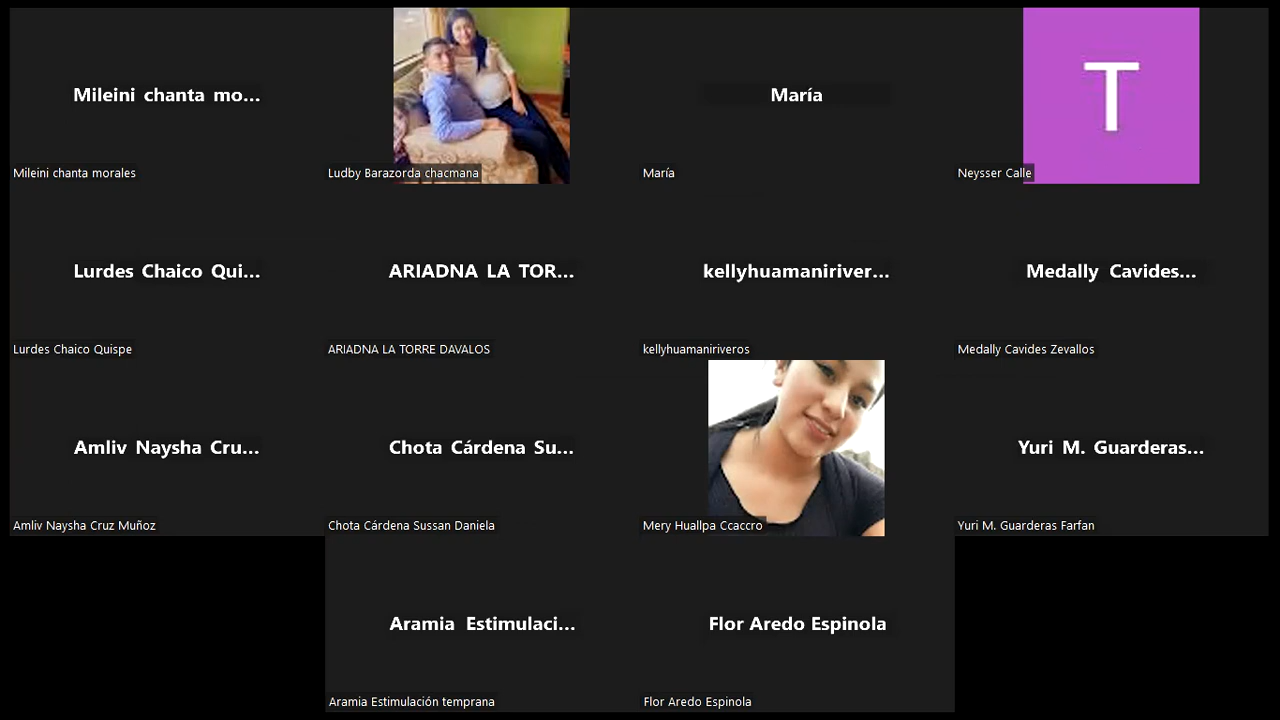 Mileini chanta mo...
Mileini chanta morales
Ludby Barazorda chacmana
María
María
T
Neysser Calle
Lurdes Chaico Qui...
Lurdes Chaico Quispe
ARIADNA LA TOR...
ARIADNA LA TORRE DAVALOS
kellyhuamaniriver...
kellyhuamaniriveros
Medally Cavides...
Medally Cavides Zevallos
Amliv Naysha Cru...
Amliv Naysha Cruz Muñoz
Chota Cárdena Su...
Chota Cárdena Sussan Daniela
Mery Huallpa Ccaccro
Yuri M. Guarderas...
Yuri M. Guarderas Farfan
Aramia Estimulaci...
Aramia Estimulación temprana
Flor Aredo Espinola
Flor Aredo Espinola